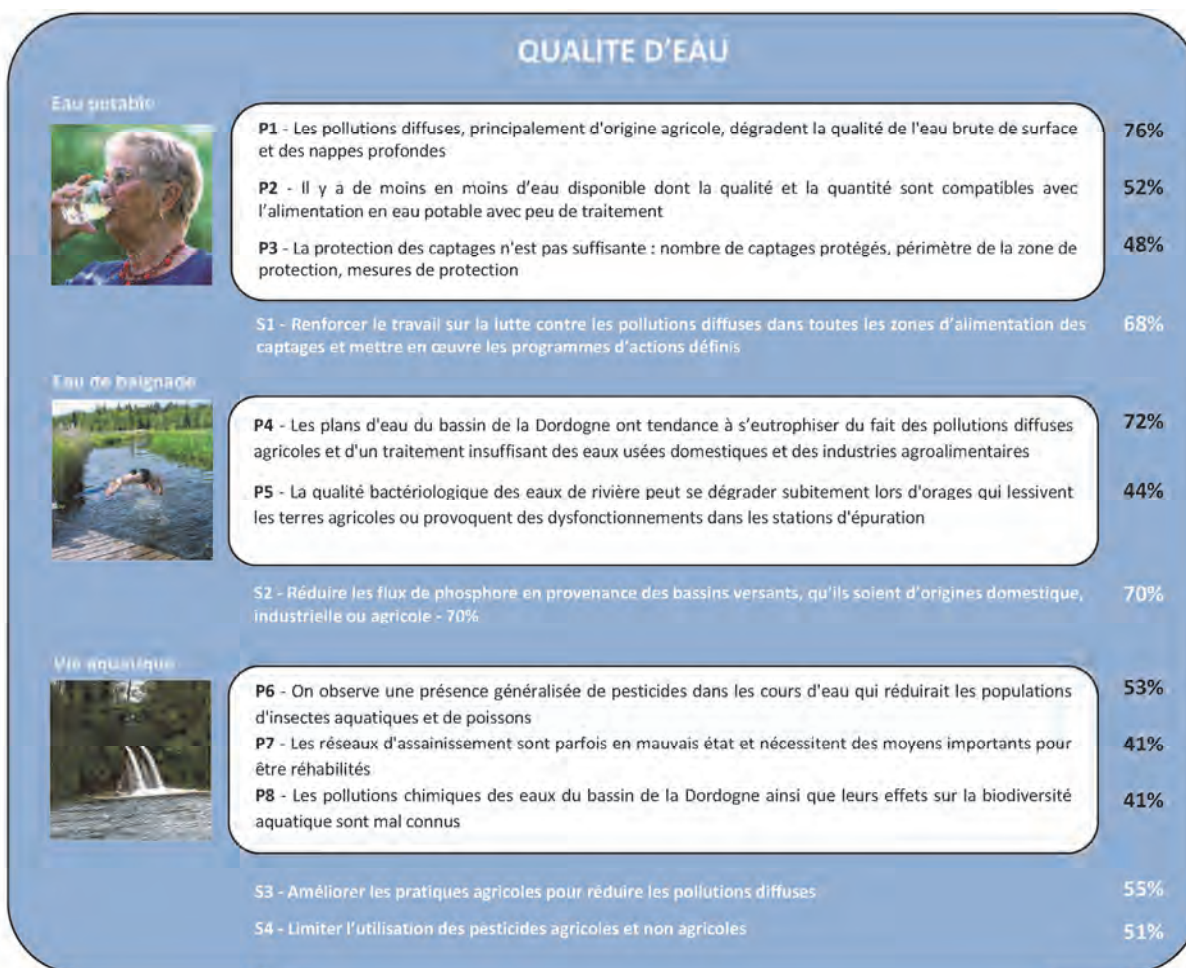 QUALITE D'EAU
Eau potable
P1 - Les pollutions diffuses, principalement d'origine agricole, dégradent la qualité de l'eau brute de surface
et des nappes profondes
76%
P2 - Il y a de moins en moins d'eau disponible dont la qualité et la quantité sont compatibles avec
l'alimentation en eau potable avec peu de traitement
52%
P3 - La protection des captages n'est pas suffisante : nombre de captages protégés, périmètre de la zone de
protection, mesures de protection
48%
S1 - Renforcer le travail sur la lutte contre les pollutions diffuses dans toutes les zones d'alimentation des
captages et mettre en œuvre les programmes d'actions définis
68%
Eau de baignade
P4 - Les plans d'eau du bassin de la Dordogne ont tendance à s'eutrophiser du fait des pollutions diffuses
agricoles et d'un traitement insuffisant des eaux usées domestiques et des industries agroalimentaires
72%
P5 - La qualité bactériologique des eaux de rivière peut se dégrader subitement lors d'orages qui lessivent
les terres agricoles ou provoquent des dysfonctionnements dans les stations d'épuration
44%
S2 - Réduire les flux de phosphore en provenance des bassins versants, qu'ils soient d'origines domestique,
industrielle ou agricole - 70%
70%
Vie aquatique
P6 - On observe une présence généralisée de pesticides dans les cours d'eau qui réduirait les populations
d'insectes aquatiques et de poissons
53%
P7 - Les réseaux d'assainissement sont parfois en mauvais état et nécessitent des moyens importants pour
être réhabilités
41%
P8 - Les pollutions chimiques des eaux du bassin de la Dordogne ainsi que leurs effets sur la biodiversité
aquatique sont mal connus
41%
S3 - Améliorer les pratiques agricoles pour réduire les pollutions diffuses
55%
S4 - Limiter l'utilisation des pesticides agricoles et non agricoles
51%